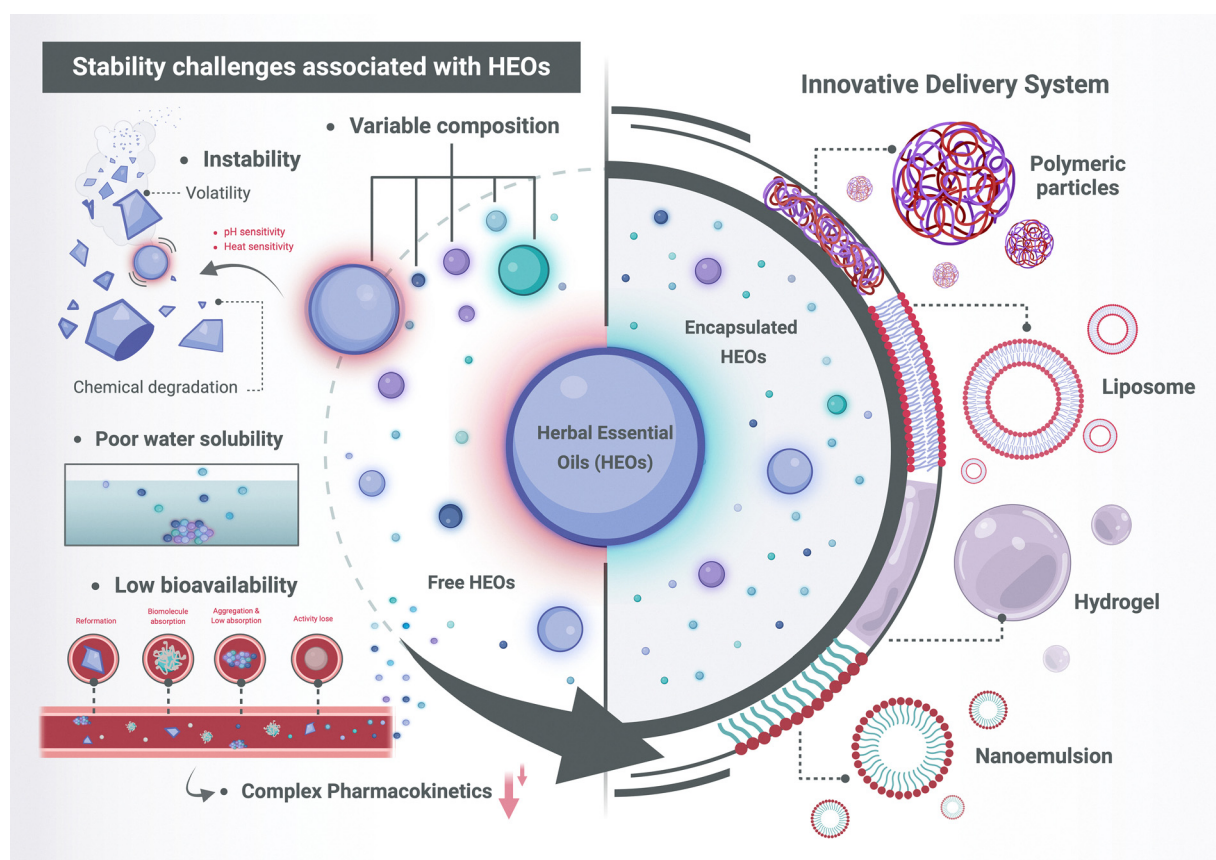 Stability challenges associated with HEOs
• Instability
Volatility
• pH sensitivity
• Heat sensitivity
Chemical degradation
• Variable composition
• Poor water solubility
• Low bioavailability
Reformation
Biomolecule
absorption
Aggregation &
Low absorption
Activity lose
• Complex Pharmacokinetics
Free HEOs
Herbal Essential
Oils (HEOs)
Encapsulated
HEOs
Innovative Delivery System
Polymeric
particles
Liposome
Hydrogel
Nanoemulsion